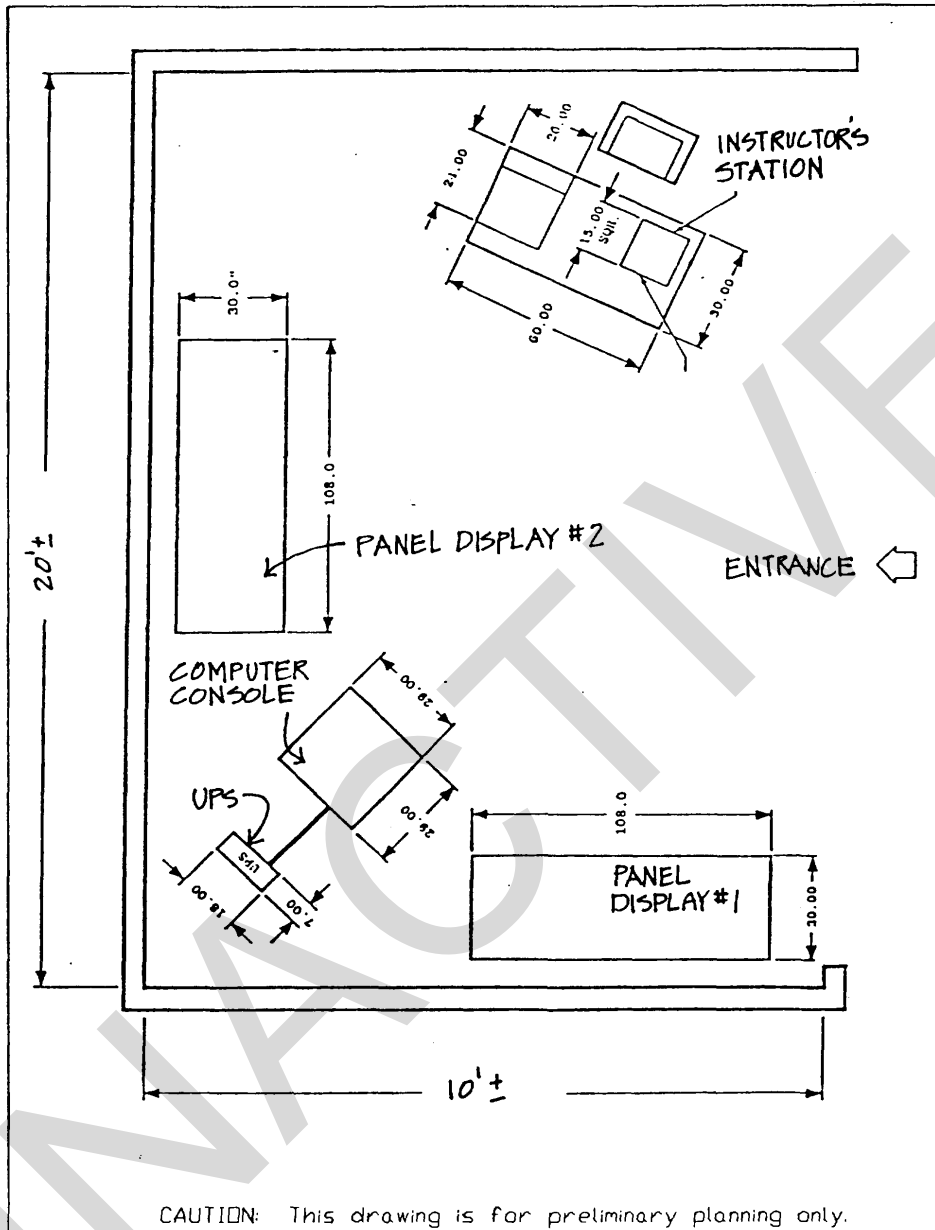 20.00
21.00
INSTRUCTOR'S
STATION
15.00
SQU.
30.00
60.00
30.0"
108.0
20'±
PANEL DISPLAY #2
ENTRANCE
COMPUTER
CONSOLE
29.00
29.00
UPS
UPS
18.00
7.00
108.0
PANEL
DISPLAY #1
30.00
10'±
INACTIVE
CAUTION: This drawing is for preliminary planning only.